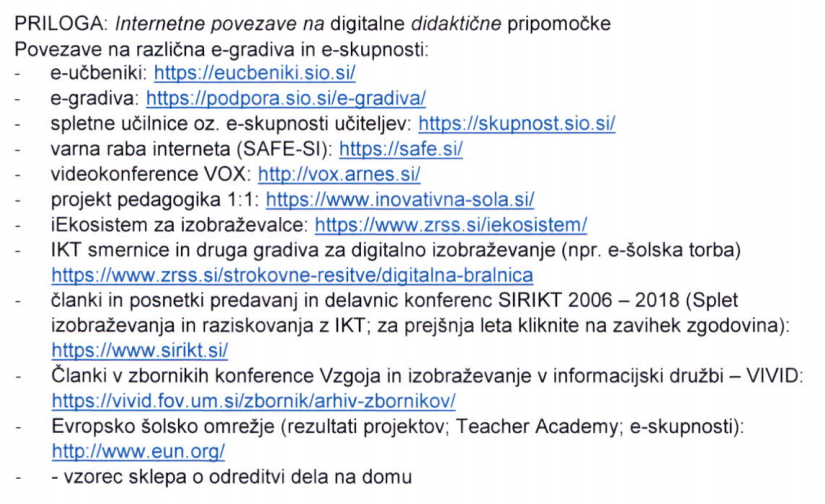 PRILOGA: Internetne povezave na digitalne didaktične pripomočke
Povezave na različna e-gradiva in e-skupnosti:
- e-učbeniki: https://eucbeniki.sio.si/
- e-gradiva: https://podpora.sio.si/e-gradiva/
- spletne učilnice oz. e-skupnosti učiteljev: https://skupnost.sio.si/
- varna raba interneta (SAFE-SI): https://safe.si/
- videokonference VOX: http://vox.arnes.si/
- projekt pedagogika 1:1: https://www.inovativna-sola.si/
- iEkosistem za izobraževalce: https://www.zrss.si/iekosistem/
- IKT smernice in druga gradiva za digitalno izobraževanje (npr. e-šolska torba)
https://www.zrss.si/strokovne-resitve/digitalna-bralnica
- članki in posnetki predavanj in delavnic konferenc SIRIKT 2006 – 2018 (Splet
izobraževanja in raziskovanja z IKT; za prejšnja leta kliknite na zavihek zgodovina):
https://www.sirikt.si/
- Članki v zbornikih konference Vzgoja in izobraževanje v informacijski družbi – VIVID:
https://vivid.fov.um.si/zbornik/arhiv-zbornikov/
- Evropsko šolsko omrežje (rezultati projektov; Teacher Academy; e-skupnosti):
http://www.eun.org/
- - vzorec sklepa o odreditvi dela na domu